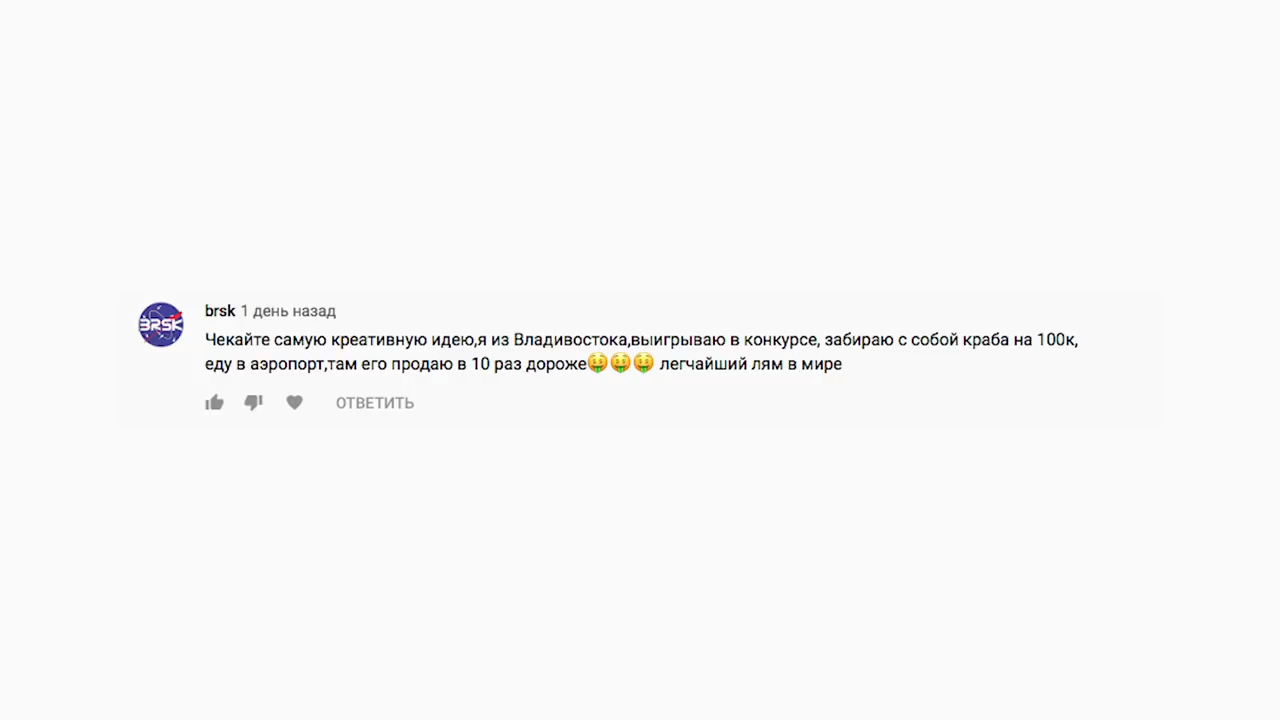 BRSK
brsk 1 день назад
Чекайте самую креативную идею,я из Владивостока,выигрываю в конкурсе, забираю с собой краба на 100к,
еду в аэропорт,там его продаю в 10 раз дороже🤑🤑🤑 легчайший лям в мире
ОТВЕТИТЬ